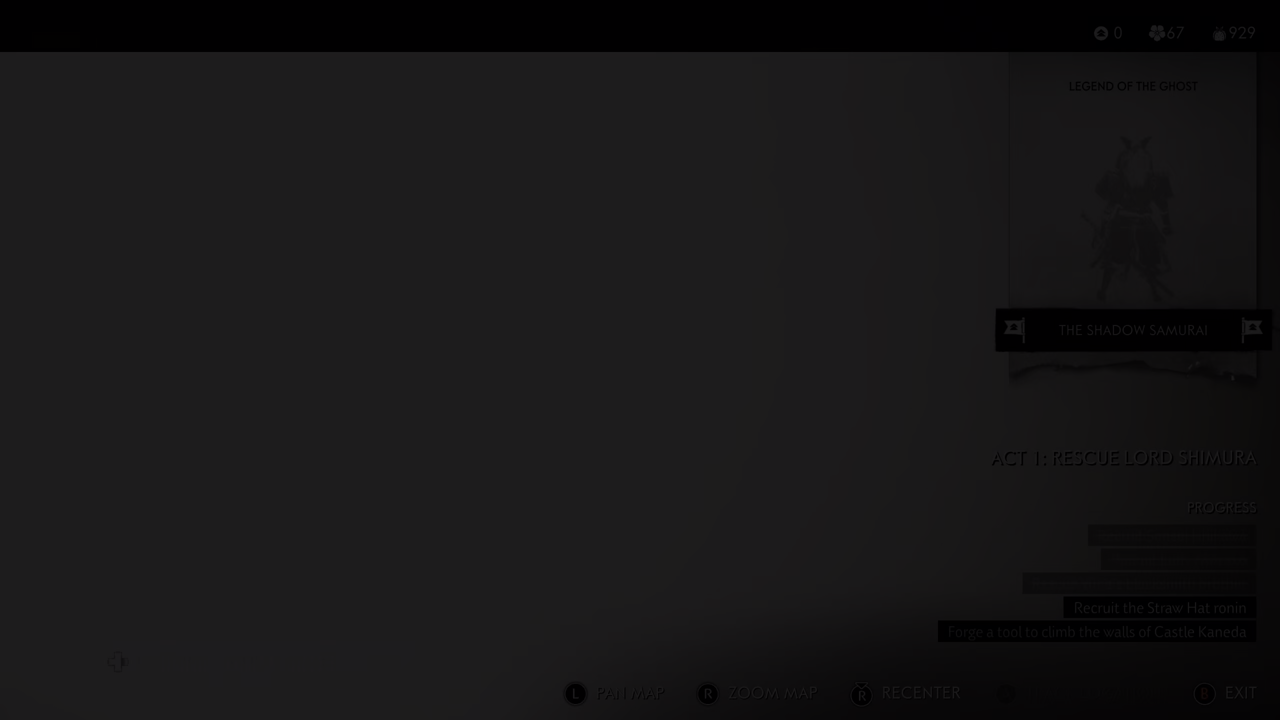 0 67 929
LEGEND OF THE GHOST
THE SHADOW SAMURAI
ACT 1: RESCUE LORD SHIMURA
PROGRESS
Recruit the Straw Hat ronin
Forge a tool to climb the walls of Castle Kaneda
L PAN MAP R ZOOM MAP R RECENTER B EXIT